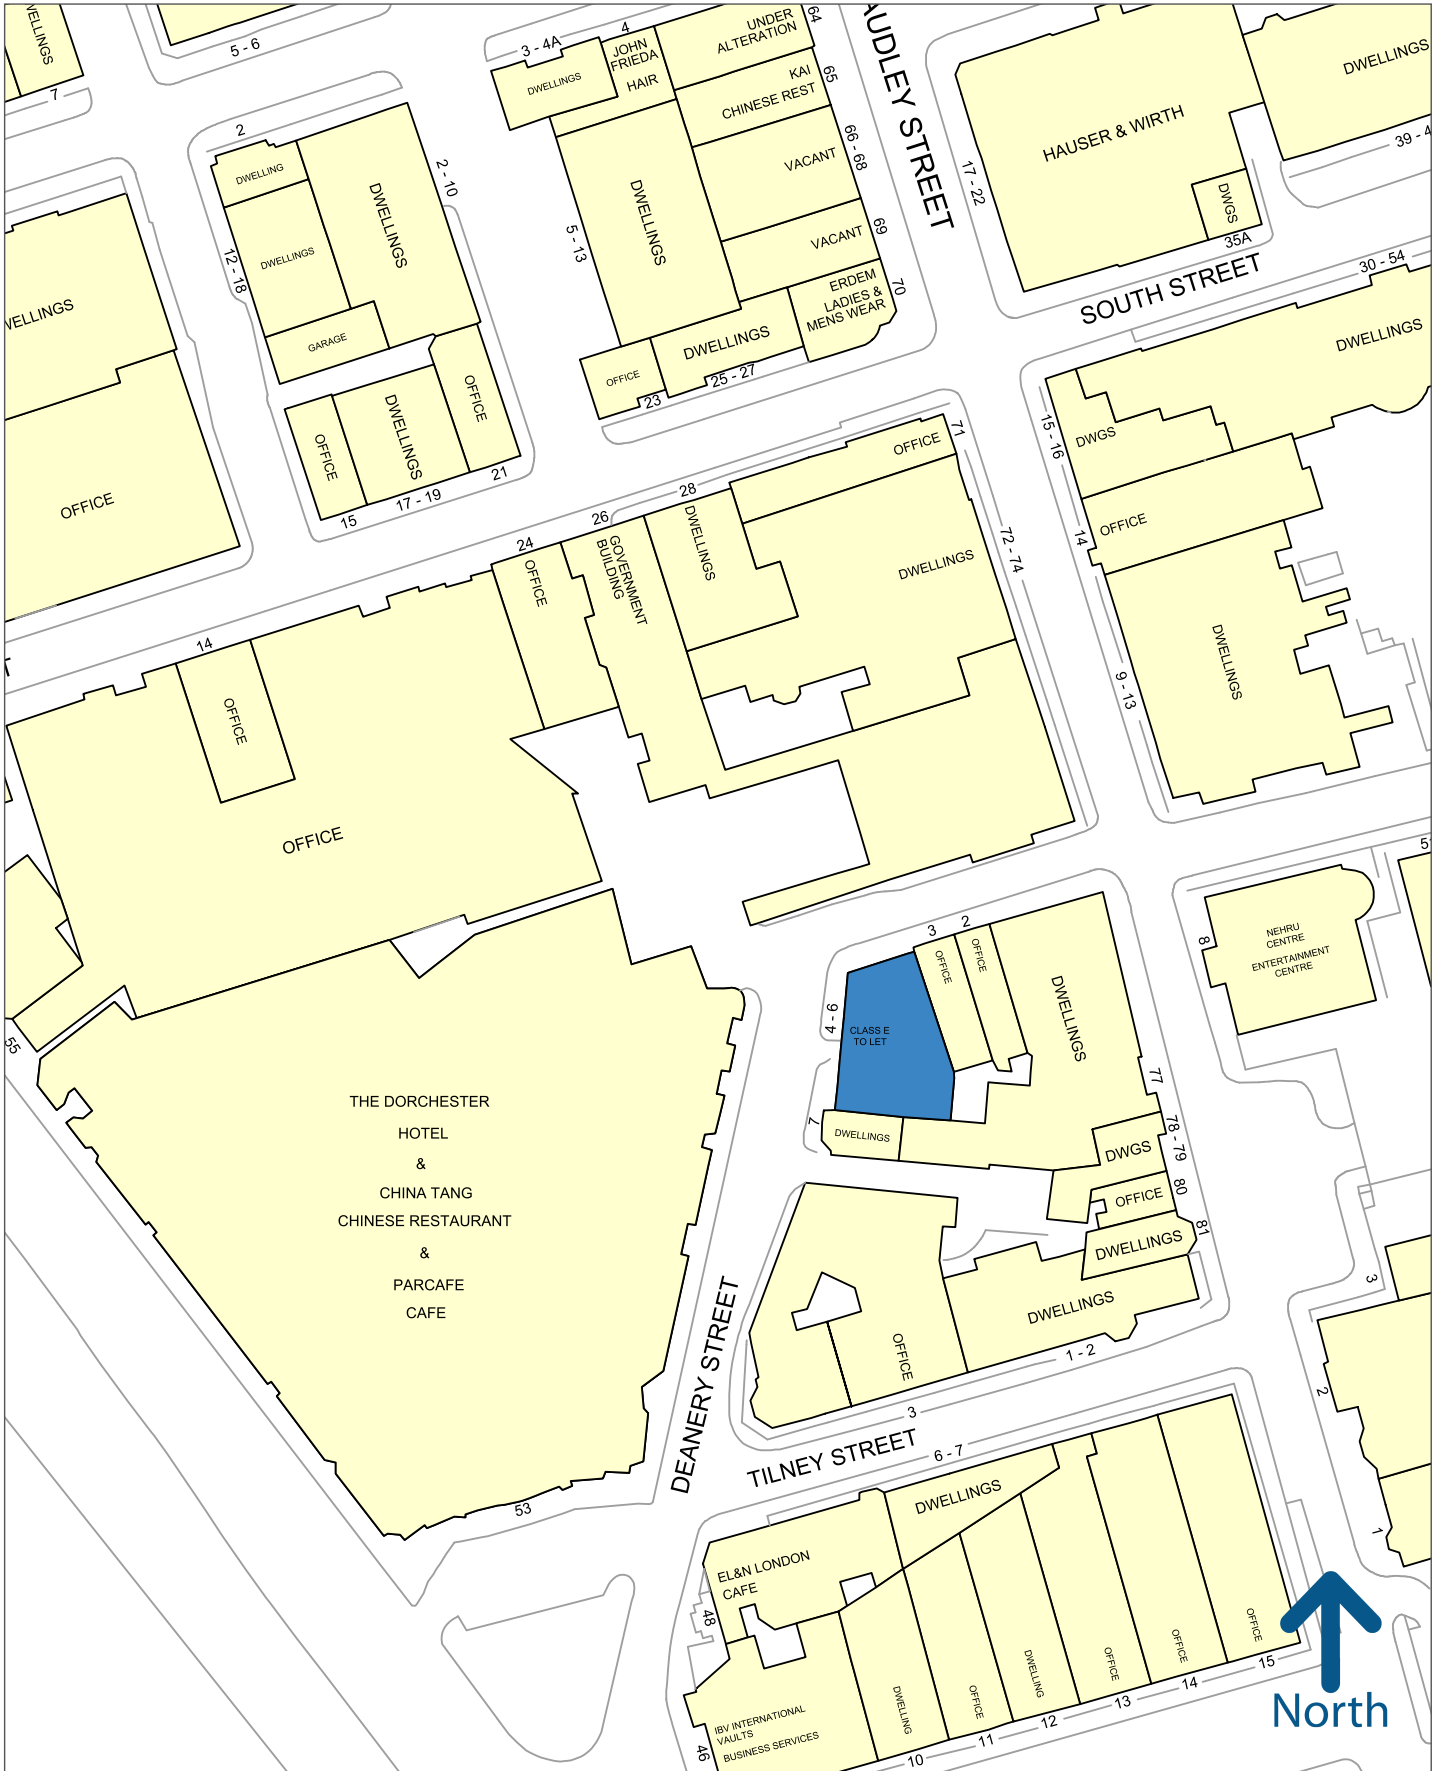 VELLINGS
7
5 - 6
3 - 4A
DWELLINGS
4
JOHN
FRIEDA
HAIR
UNDER
ALTERATION
64
KAI
CHINESE REST
65
VACANT
66 - 68
VACANT
69
ERDEM
LADIES &
MENS WEAR
70
AUDLEY STREET
17 - 22
HAUSER & WIRTH
DWELLINGS
39 - 4
DWGS
35A
SOUTH STREET
30 - 54
DWELLINGS
2
DWELLING
DWELLINGS
2 - 10
DWELLINGS
12 - 18
GARAGE
OFFICE
DWELLINGS
OFFICE
15
17 - 19
21
5 - 13
DWELLINGS
DWELLINGS
25 - 27
OFFICE
23
VELLINGS
OFFICE
T
14
OFFICE
OFFICE
24
OFFICE
26
GOVERNMENT
BUILDING
28
DWELLINGS
OFFICE
71
DWELLINGS
72 - 74
15 - 16
DWGS
14
OFFICE
DWELLINGS
9 - 13
51
8
NEHRU
CENTRE
ENTERTAINMENT
CENTRE
3
2
OFFICE
OFFICE
DWELLINGS
4 - 6
CLASS E
TO LET
7
DWELLINGS
77
78 - 79
DWGS
80
OFFICE
81
DWELLINGS
DWELLINGS
1 - 2
OFFICE
3
55
THE DORCHESTER
HOTEL
&
CHINA TANG
CHINESE RESTAURANT
&
PARCAFE
CAFE
53
DEANERY STREET
TILNEY STREET
6 - 7
DWELLINGS
EL&N LONDON
CAFE
48
IBV INTERNATIONAL
VAULTS
BUSINESS SERVICES
46
DWELLING
10
OFFICE
11
DWELLING
12
OFFICE
13
OFFICE
14
OFFICE
15
3
2
1
North